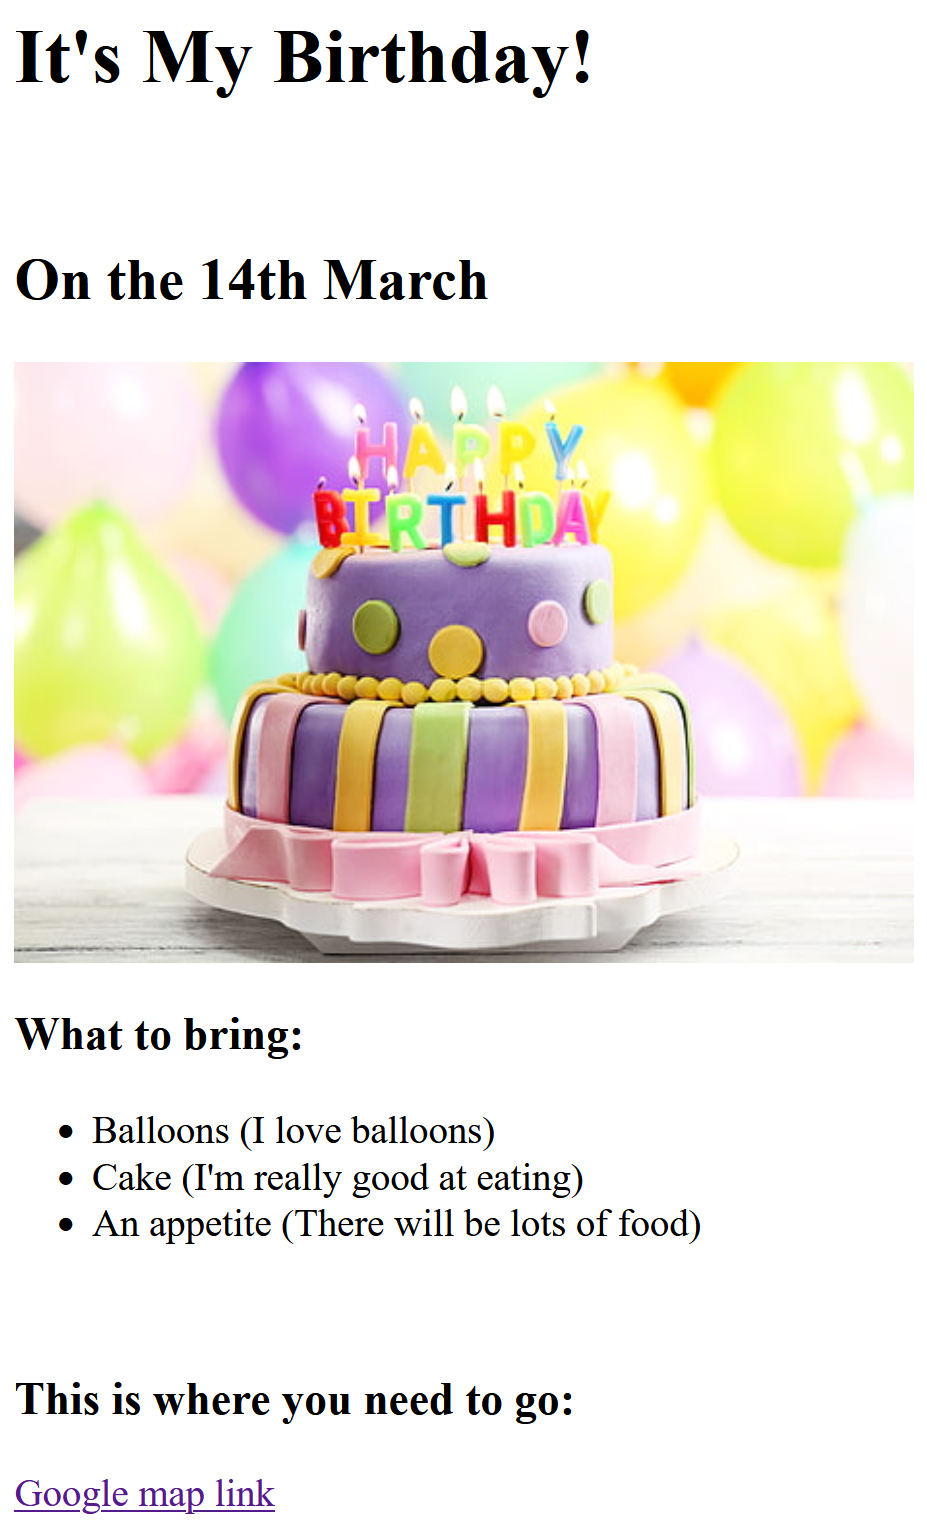 It's My Birthday!
On the 14th March
HAPPY
BIRTHDAY
What to bring:
Balloons (I love balloons)
Cake (I'm really good at eating)
An appetite (There will be lots of food)
This is where you need to go:
Google map link